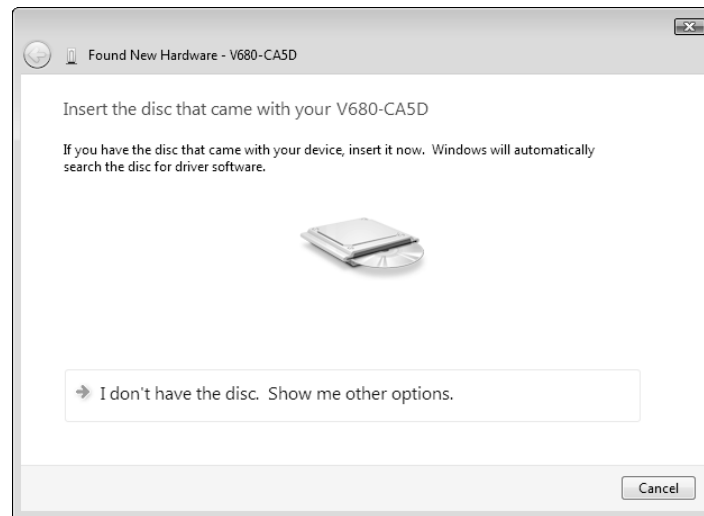 Found New Hardware - V680-CA5D
Insert the disc that came with your V680-CA5D
If you have the disc that came with your device, insert it now.  Windows will automatically
search the disc for driver software.
I don't have the disc.  Show me other options.
Cancel